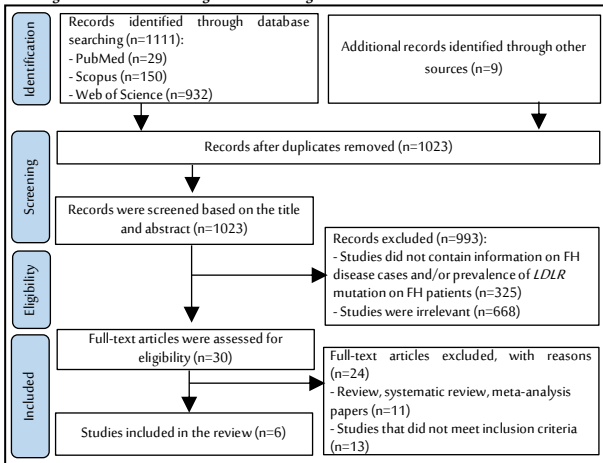 Identification
Records identified through database
searching (n=1111):
- PubMed (n=29)
- Scopus (n=150)
- Web of Science (n=932)
Additional records identified through other
sources (n=9)
Screening
Records after duplicates removed (n=1023)
Records were screened based on the title
and abstract (n=1023)
Eligibility
Records excluded (n=993):
- Studies did not contain information on FH
disease cases and/or prevalence of LDLR
mutation on FH patients (n=325)
- Studies were irrelevant (n=668)
Full-text articles were assessed for
eligibility (n=30)
Included
Full-text articles excluded, with reasons
(n=24)
- Review, systematic review, meta-analysis
papers (n=11)
- Studies that did not meet inclusion criteria
(n=13)
Studies included in the review (n=6)